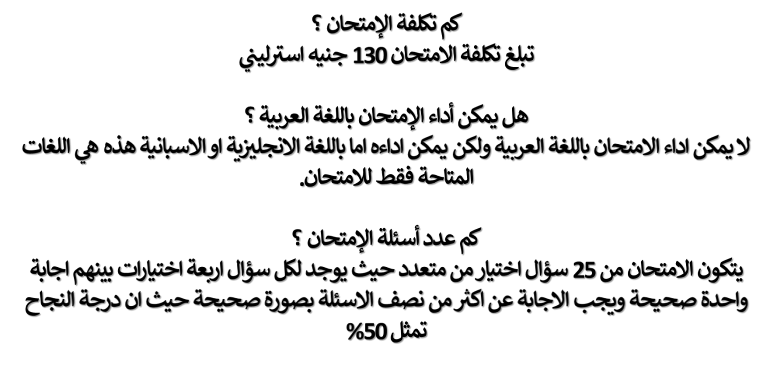 كم تكلفة الإمتحان ؟
تبلغ تكلفة الامتحان 130 جنيه استرليني
هل يمكن أداء الإمتحان باللغة العربية ؟
لا يمكن اداء الامتحان باللغة العربية ولكن يمكن اداءه اما باللغة الانجليزية او الاسبانية هذه هي اللغات
المتاحة فقط للامتحان.
كم عدد أسئلة الإمتحان ؟
يتكون الامتحان من 25 سؤال اختيار من متعدد حيث يوجد لكل سؤال اربعة اختيارات بينهم اجابة
واحدة صحيحة ويجب الاجابة عن اكثر من نصف الاسئلة بصورة صحيحة حيث ان درجة النجاح
تمثل 50%